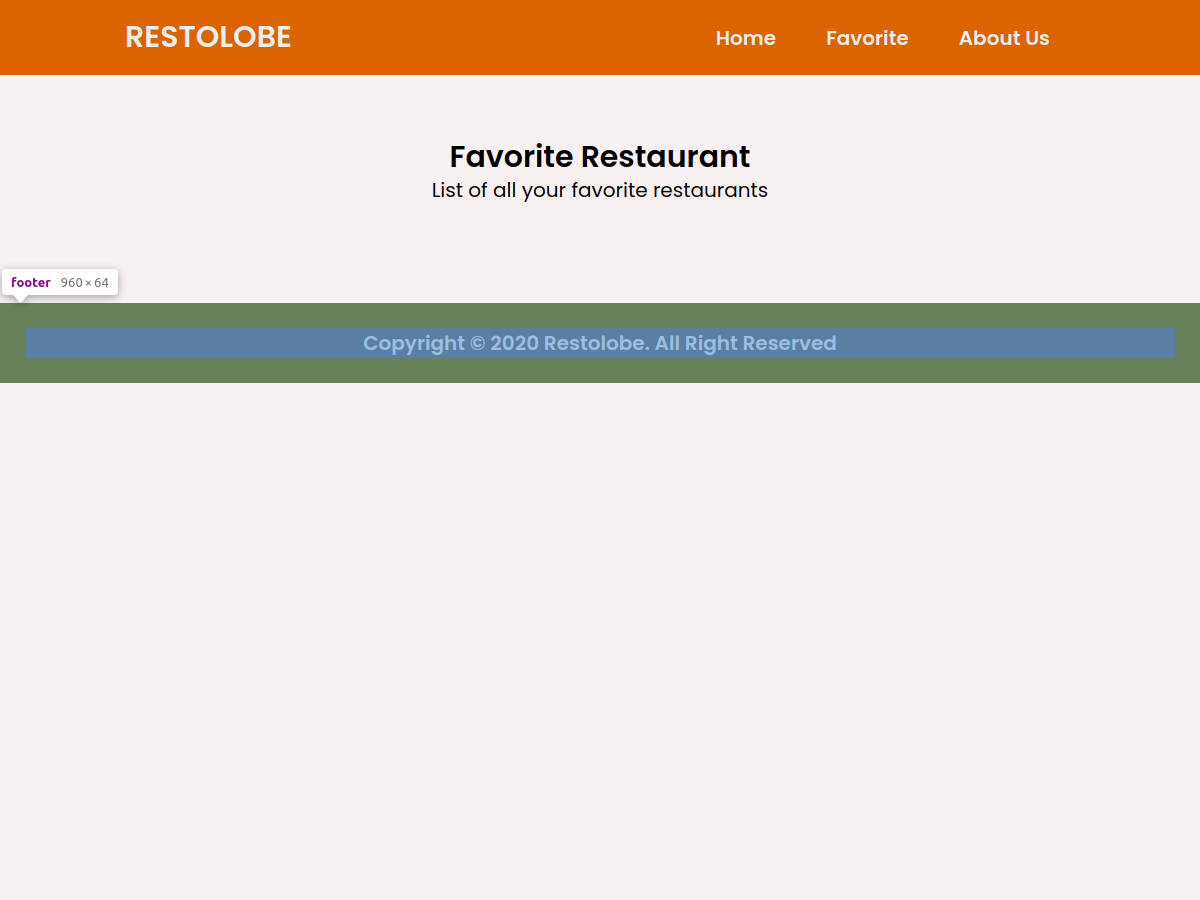 RESTOLOBE
Home Favorite About Us
Favorite Restaurant
List of all your favorite restaurants
footer 960 × 64
Copyright © 2020 Restolobe. All Right Reserved